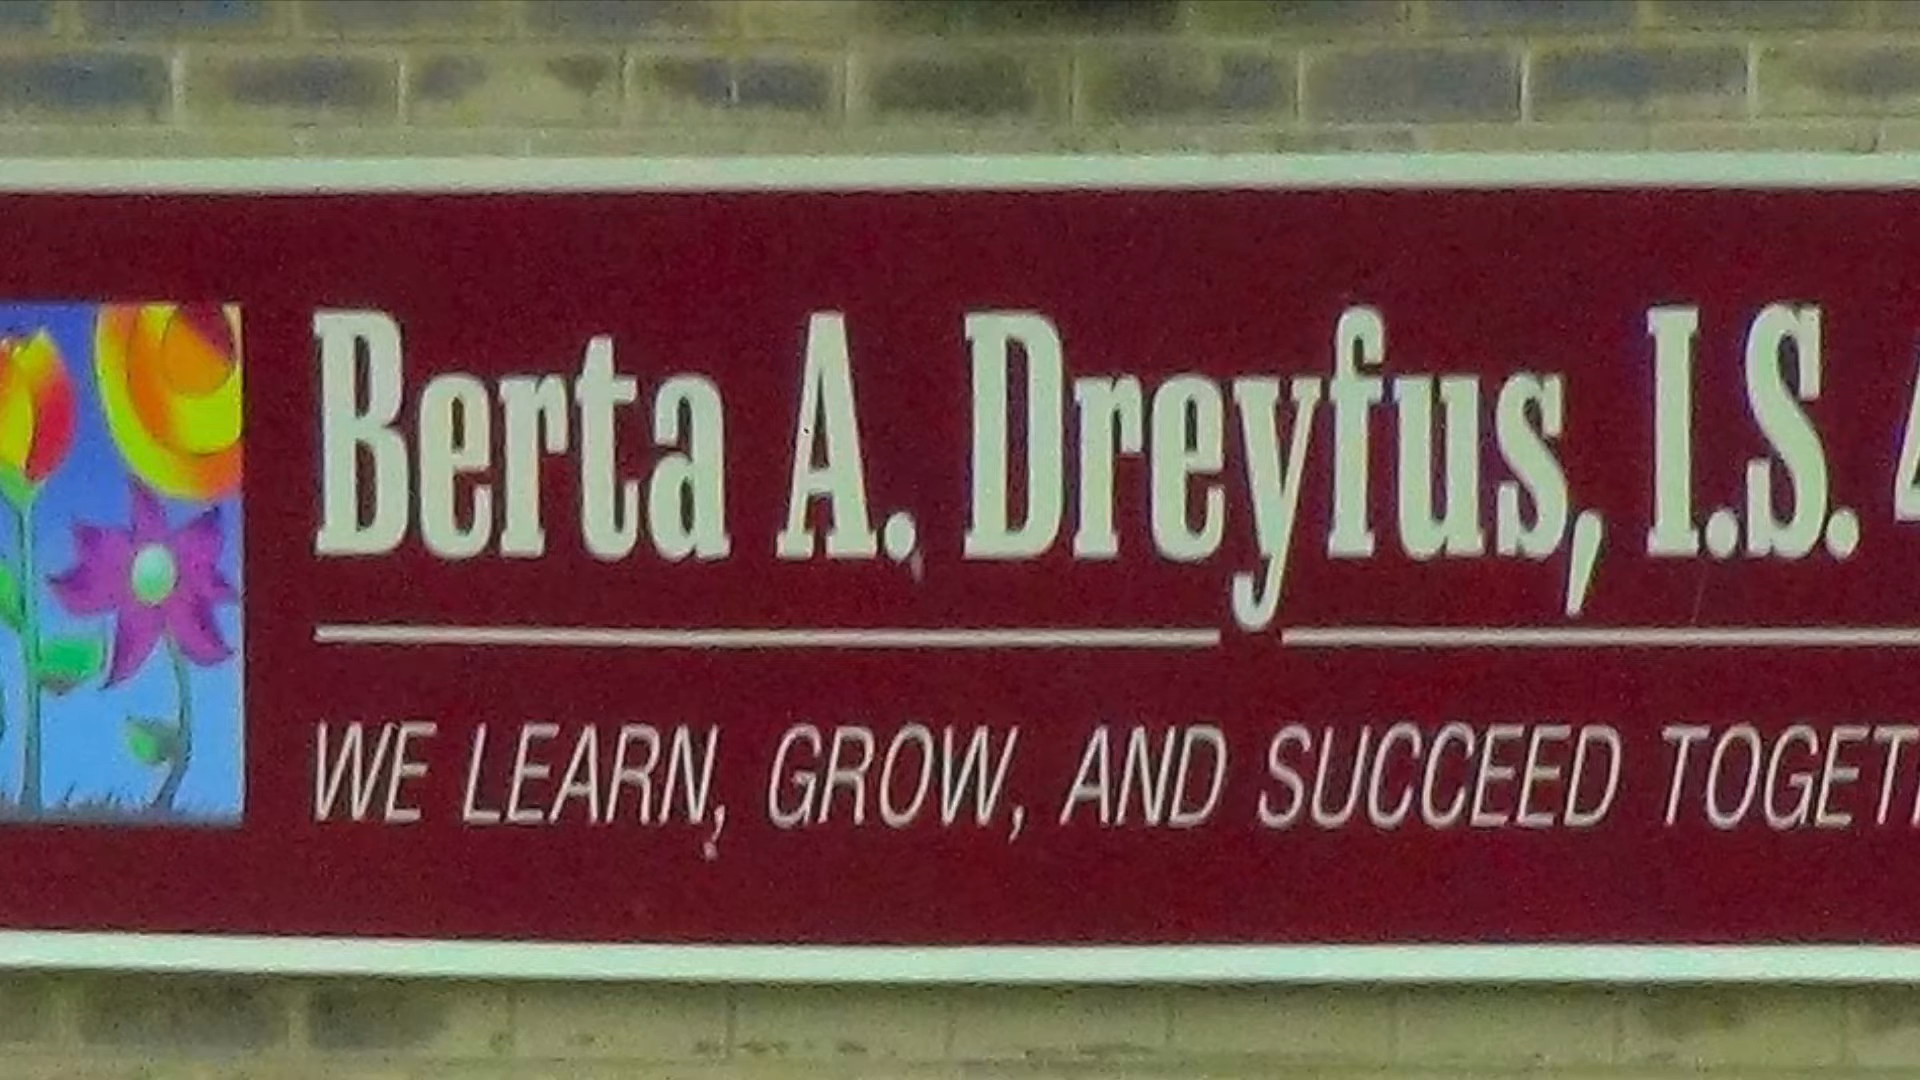 Berta A. Dreyfus, I.S. 4
WE LEARN, GROW, AND SUCCEED TOGET